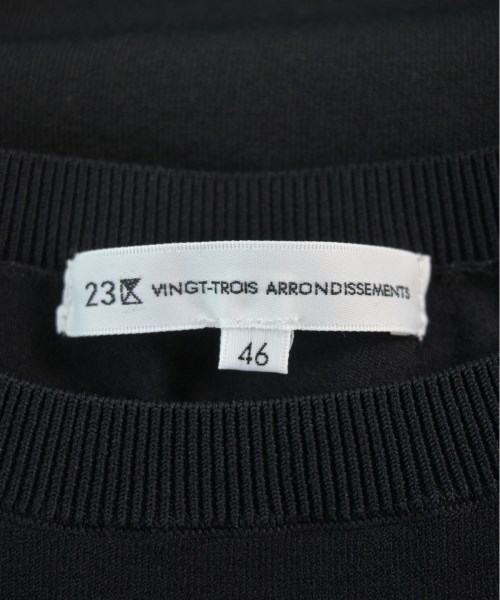 23区 VINGT-TROIS ARRONDISSEMENTS
46